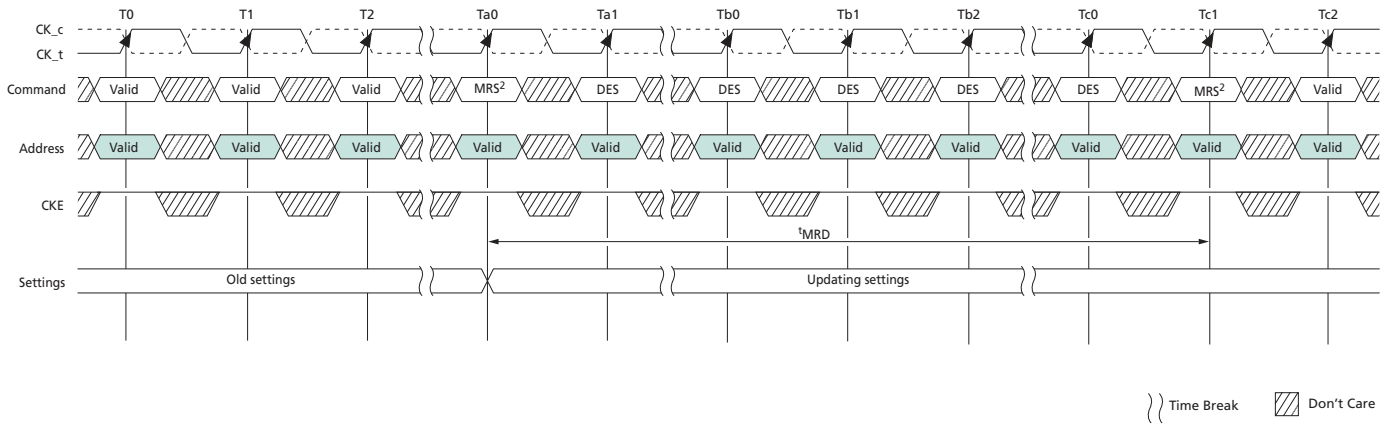 T0 T1 T2 Ta0 Ta1 Tb0 Tb1 Tb2 Tc0 Tc1 Tc2
CK_c
CK_t
Command Valid Valid Valid MRS² DES DES DES DES DES MRS² Valid
Address Valid Valid Valid Valid Valid Valid Valid Valid Valid Valid Valid
CKE
ᵗMRD
Settings Old settings Updating settings
Time Break Don't Care